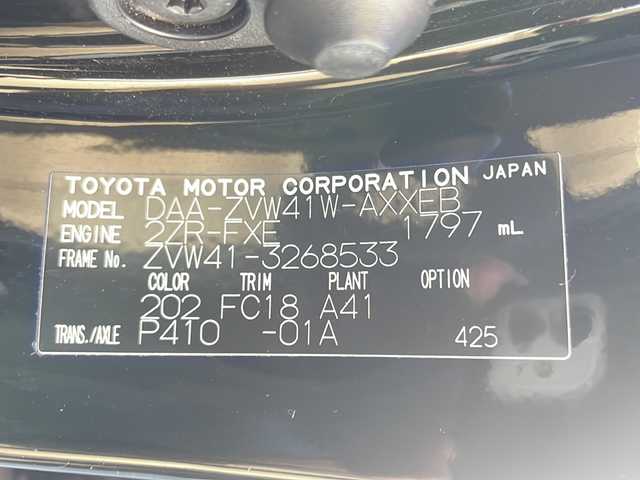 TOYOTA MOTOR CORPORATION JAPAN
MODEL DAA-ZVW41W-AXXEB
ENGINE 2ZR-FXE 1797 mL
FRAME No. ZVW41-3268533
COLOR TRIM PLANT OPTION
202 FC18 A41
TRANS./AXLE P410 -01A 425